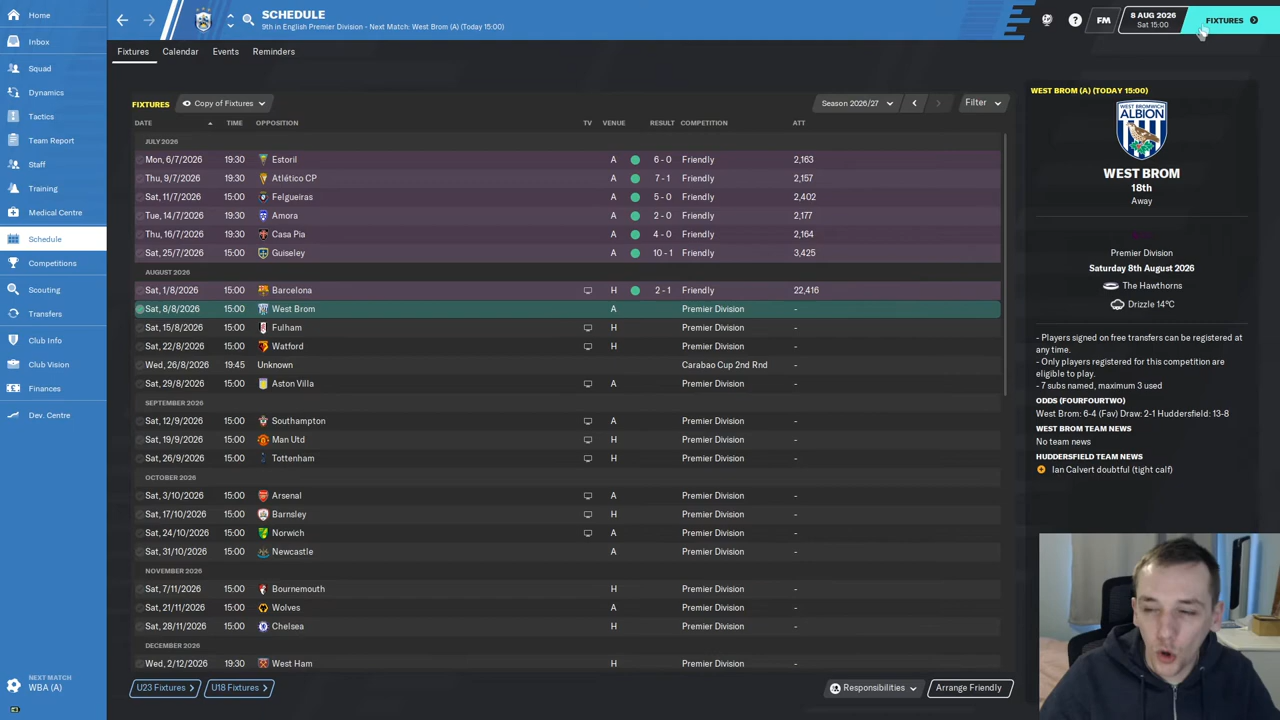 Home
SCHEDULE
9th in English Premier Division - Next Match: West Brom (A) (Today 15:00)
FM
8 AUG 2026
Sat 15:00
FIXTURES
Inbox
Squad
Dynamics
Tactics
Team Report
Staff
Training
Medical Centre
Schedule
Competitions
Scouting
Transfers
Club Info
Club Vision
Finances
Dev. Centre
NEXT MATCH
WBA (A)
Fixtures Calendar Events Reminders
FIXTURES Copy of Fixtures Season 2026/27 Filter
DATE TIME OPPOSITION TV VENUE RESULT COMPETITION ATT
JULY 2026
Mon, 6/7/2026 19:30 Estoril A 6 - 0 Friendly 2,163
Thu, 9/7/2026 19:30 Atlético CP A 7 - 1 Friendly 2,157
Sat, 11/7/2026 19:30 Felgueiras A 5 - 0 Friendly 2,402
Tue, 14/7/2026 19:30 Amora A 2 - 0 Friendly 2,177
Thu, 16/7/2026 19:30 Casa Pia A 4 - 0 Friendly 2,164
Sat, 25/7/2026 15:00 Guiseley A 10 - 1 Friendly 3,425
AUGUST 2026
Sat, 1/8/2026 15:00 Barcelona H 2 - 1 Friendly 22,416
Sat, 8/8/2026 15:00 West Brom A Premier Division -
Sat, 15/8/2026 15:00 Fulham H Premier Division -
Sat, 22/8/2026 15:00 Watford H Premier Division -
Wed, 26/8/2026 19:45 Unknown Carabao Cup 2nd Rnd -
Sat, 29/8/2026 15:00 Aston Villa A Premier Division -
SEPTEMBER 2026
Sat, 12/9/2026 15:00 Southampton A Premier Division -
Sat, 19/9/2026 15:00 Man Utd H Premier Division -
Sat, 26/9/2026 15:00 Tottenham H Premier Division -
OCTOBER 2026
Sat, 3/10/2026 15:00 Arsenal A Premier Division -
Sat, 17/10/2026 15:00 Barnsley H Premier Division -
Sat, 24/10/2026 15:00 Norwich A Premier Division -
Sat, 31/10/2026 15:00 Newcastle A Premier Division -
NOVEMBER 2026
Sat, 7/11/2026 15:00 Bournemouth H Premier Division -
Sat, 21/11/2026 15:00 Wolves A Premier Division -
Sat, 28/11/2026 15:00 Chelsea H Premier Division -
DECEMBER 2026
Wed, 2/12/2026 19:30 West Ham H Premier Division -
U23 Fixtures U18 Fixtures Responsibilities Arrange Friendly
WEST BROM (A) (TODAY 15:00)
WEST BROMWICH
ALBION
WEST BROM
18th
Away
Premier Division
Saturday 8th August 2026
The Hawthorns
Drizzle 14°C
- Players signed on free transfers can be registered at
any time.
- Only players registered for this competition are
eligible to play.
- 7 subs named, maximum 3 used
ODDS (FOURFOURTWO)
West Brom: 6-4 (Fav) Draw: 2-1 Huddersfield: 13-8
WEST BROM TEAM NEWS
No team news
HUDDERSFIELD TEAM NEWS
Ian Calvert doubtful (tight calf)